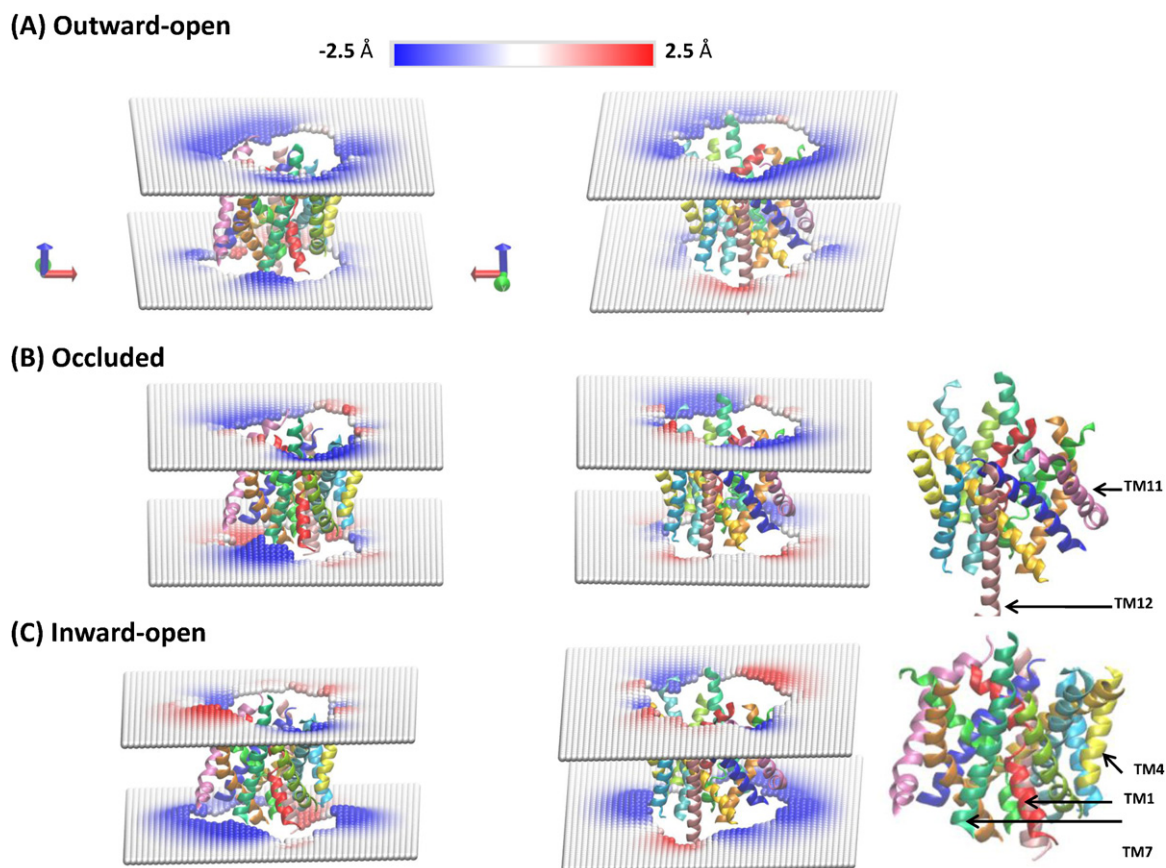 (A) Outward-open
-2.5 Å
2.5 Å
(B) Occluded
TM11
TM12
(C) Inward-open
TM4
TM1
TM7